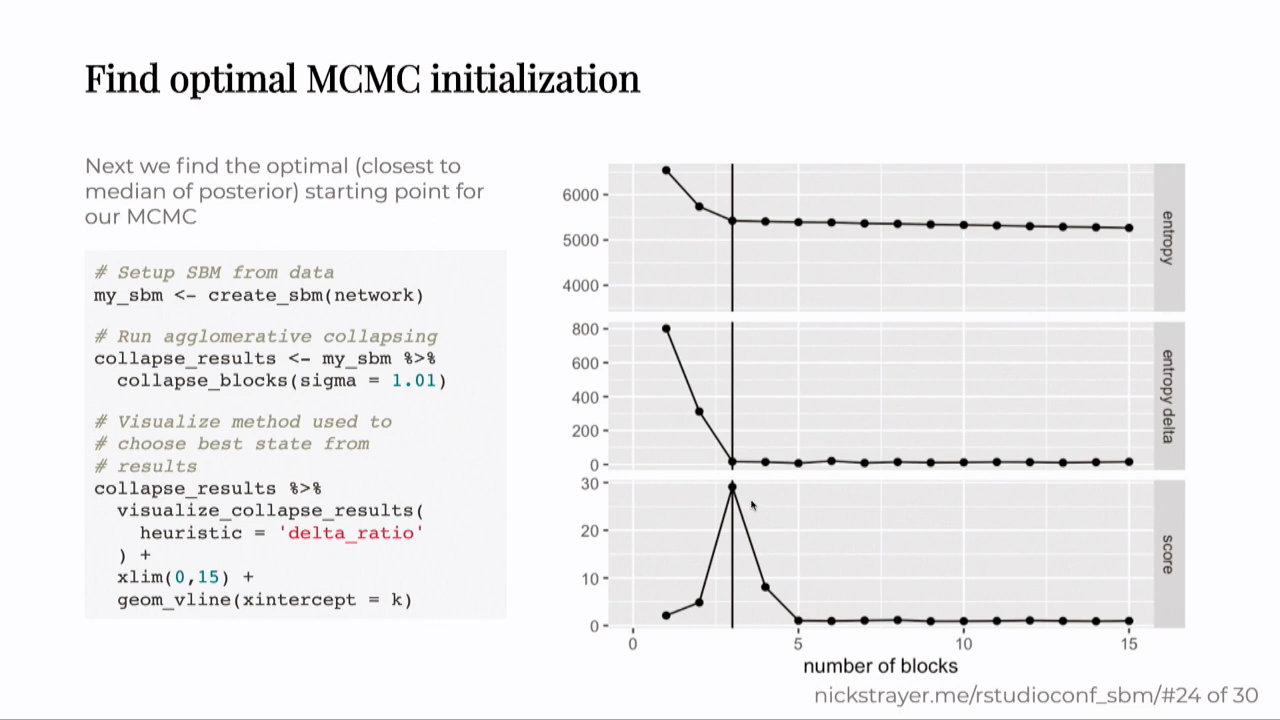 Find optimal MCMC initialization
Next we find the optimal (closest to
median of posterior) starting point for
our MCMC
# Setup SBM from data
my_sbm <- create_sbm(network)
# Run agglomerative collapsing
collapse_results <- my_sbm %>%
  collapse_blocks(sigma = 1.01)
# Visualize method used to
# choose best state from
# results
collapse_results %>%
  visualize_collapse_results(
    heuristic = 'delta_ratio'
  ) +
  xlim(0,15) +
  geom_vline(xintercept = k)
6000
5000
4000
entropy
800
600
400
200
0
entropy delta
30
20
10
0
score
0 5 10 15
number of blocks
nickstrayer.me/rstudioconf_sbm/#24 of 30